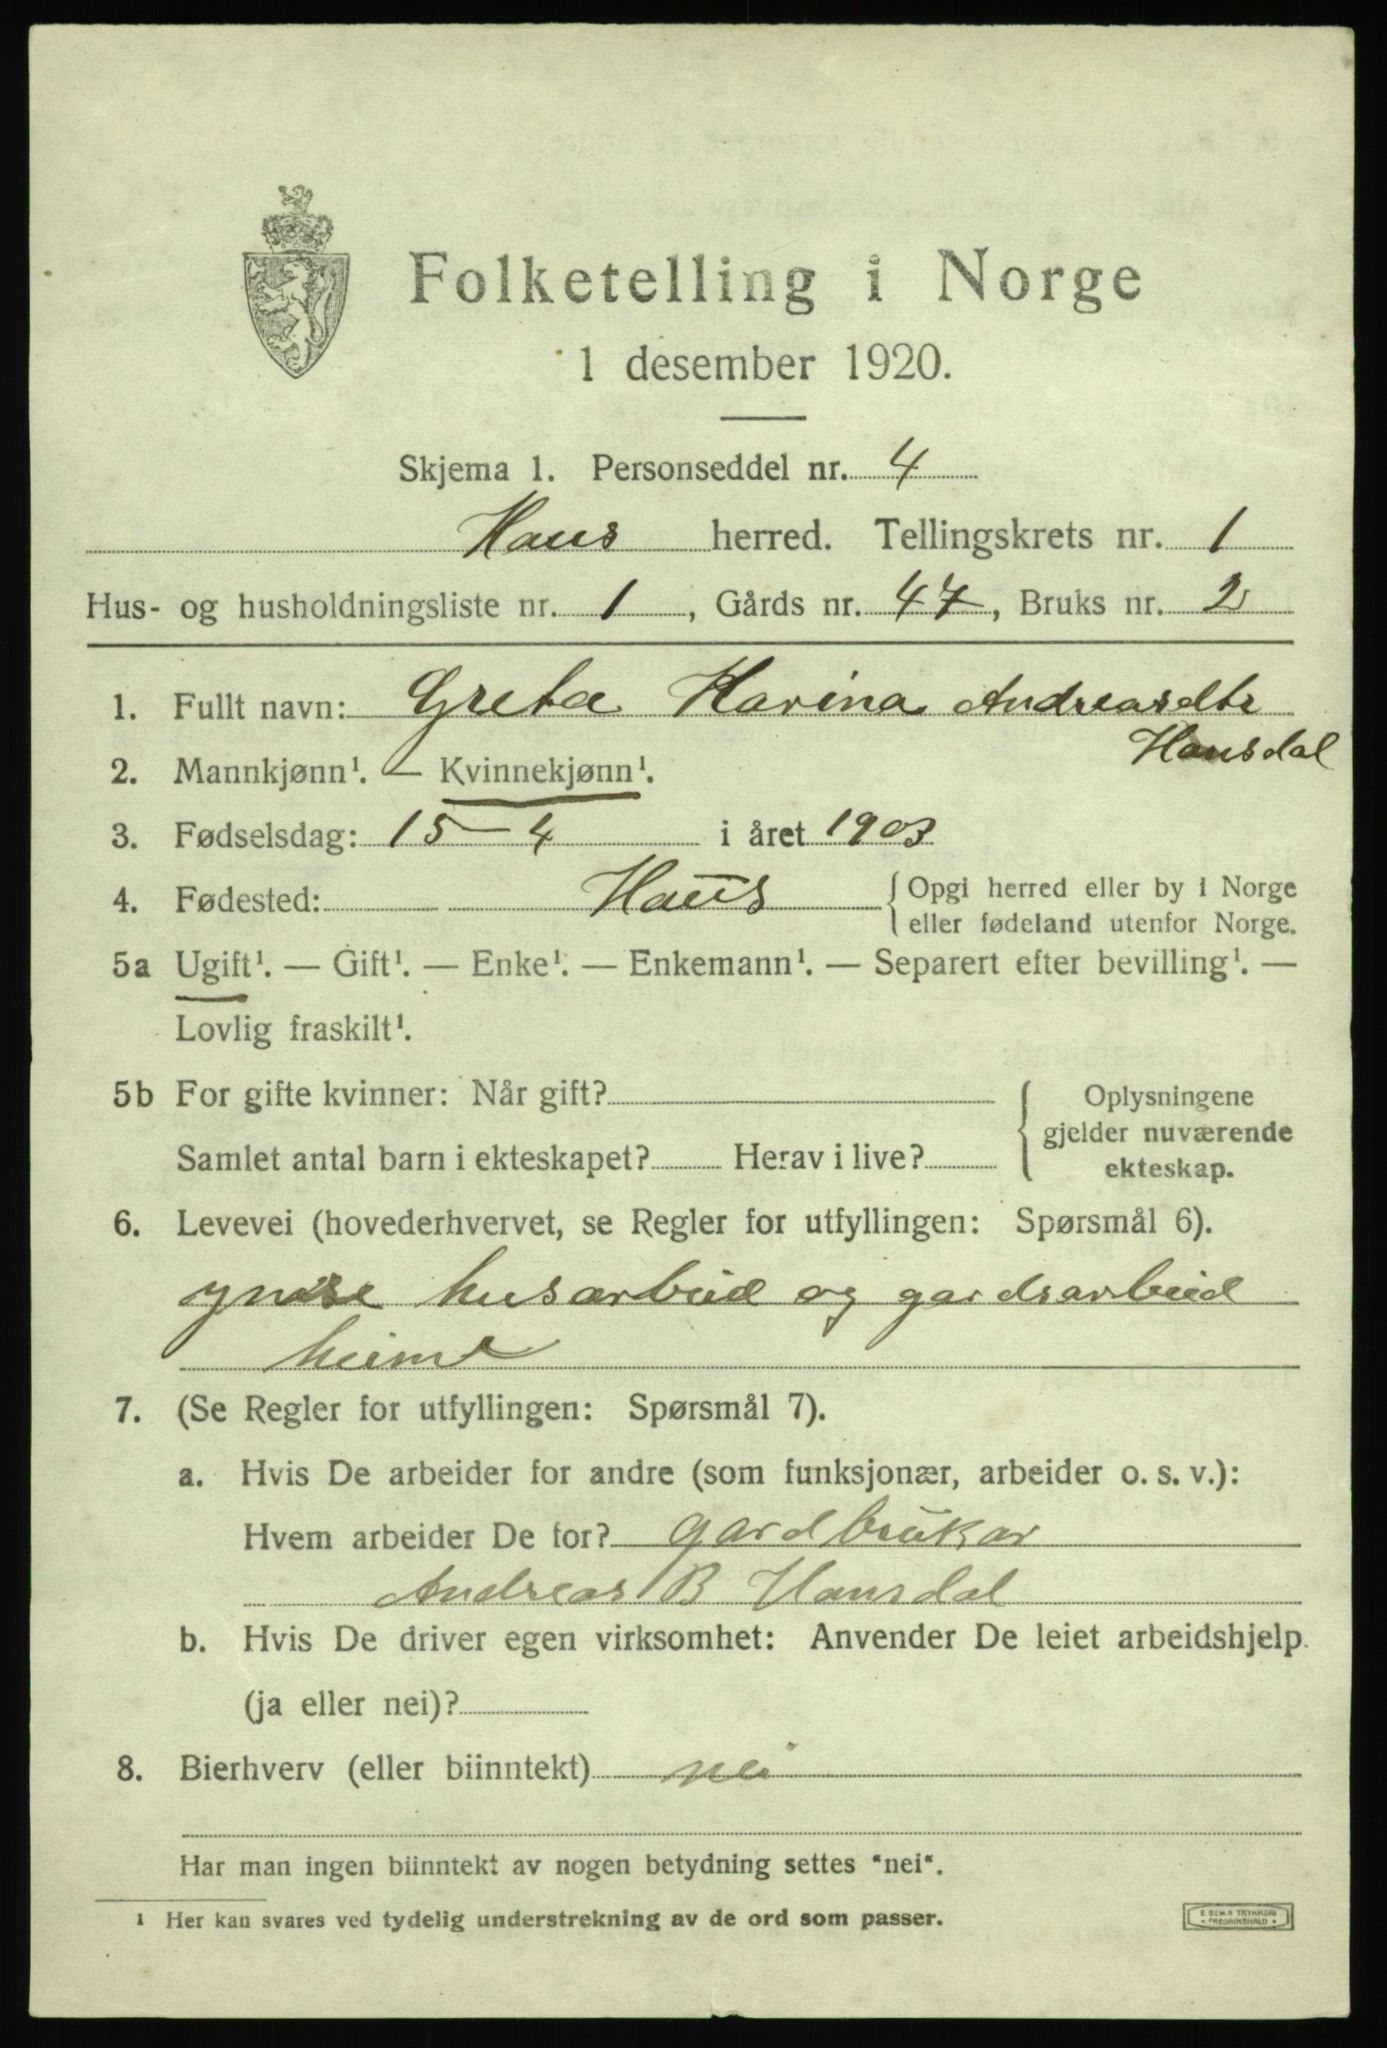 Folketelling i Norge
1 desember 1920.
Skjema 1. Personseddel nr. 4
Haus herred. Tellingskrets nr. 1
Hus- og husholdningsliste nr. 1, Gårds nr. 47, Bruks nr. 2
1. Fullt navn: Greta Karina Andreasdtr
Hausdal
2. Mannkjønn¹. — Kvinnekjønn¹.
3. Fødselsdag: 15-4 i året 1903
4. Fødested: Haus { Opgi herred eller by i Norge
eller fødeland utenfor Norge.
5a Ugift¹. — Gift¹. — Enke¹. — Enkemann¹. — Separert efter bevilling¹. —
Lovlig fraskilt¹.
5b For gifte kvinner: Når gift? { Oplysningene
gjelder nuværende
Samlet antal barn i ekteskapet? Herav i live? ekteskap.
6. Levevei (hovederhvervet, se Regler for utfyllingen: Spørsmål 6).
husarbeid og gardsarbeid
heime
7. (Se Regler for utfyllingen: Spørsmål 7).
a. Hvis De arbeider for andre (som funksjonær, arbeider o. s. v.):
Hvem arbeider De for? gardbrukar
Andreas B Hausdal
b. Hvis De driver egen virksomhet: Anvender De leiet arbeidshjelp
(ja eller nei)?
8. Bierhverv (eller biinntekt) nei
Har man ingen biinntekt av nogen betydning settes "nei".
¹ Her kan svares ved tydelig understrekning av de ord som passer.
E SEM.S TRYKKERI
FREDRIKSHALD